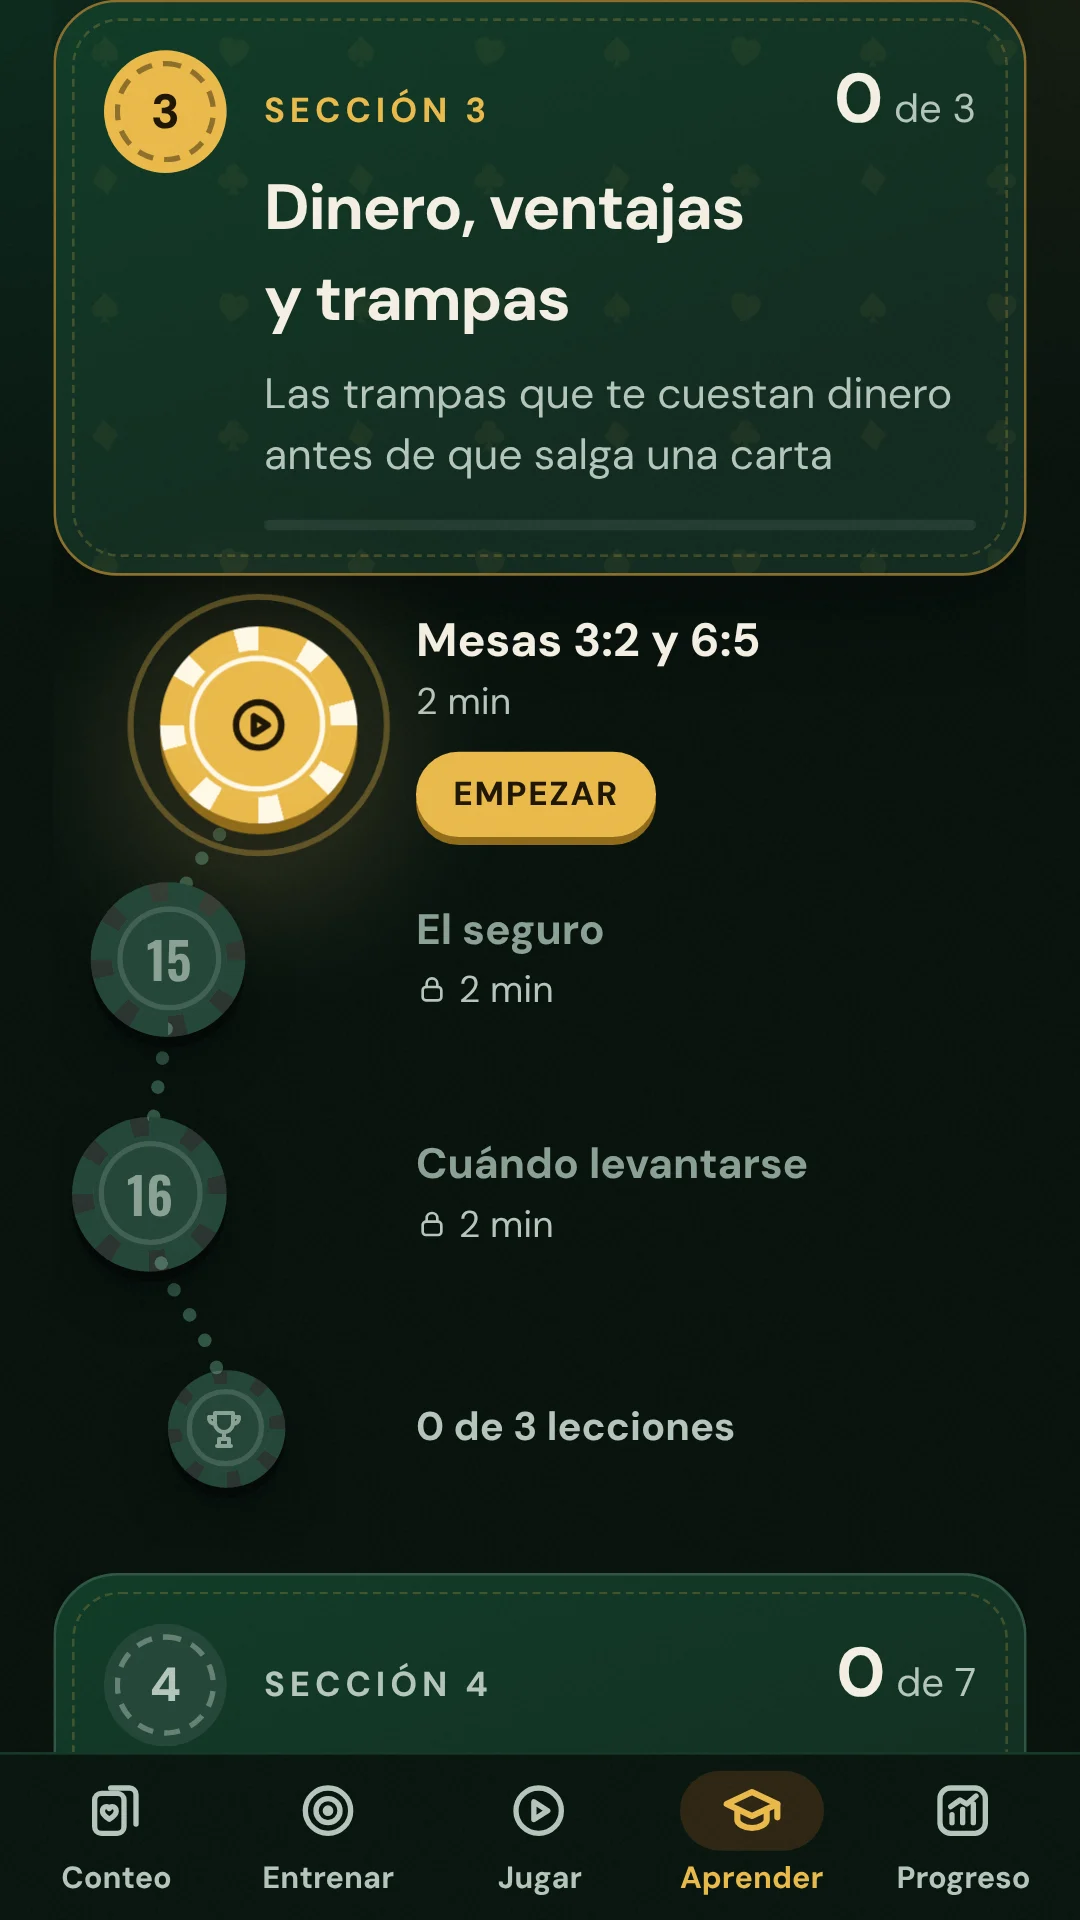 3
SECCIÓN 3
0 de 3
Dinero, ventajas
y trampas
Las trampas que te cuestan dinero
antes de que salga una carta
Mesas 3:2 y 6:5
2 min
EMPEZAR
15
El seguro
2 min
16
Cuándo levantarse
2 min
0 de 3 lecciones
4
SECCIÓN 4
0 de 7
Conteo
Entrenar
Jugar
Aprender
Progreso